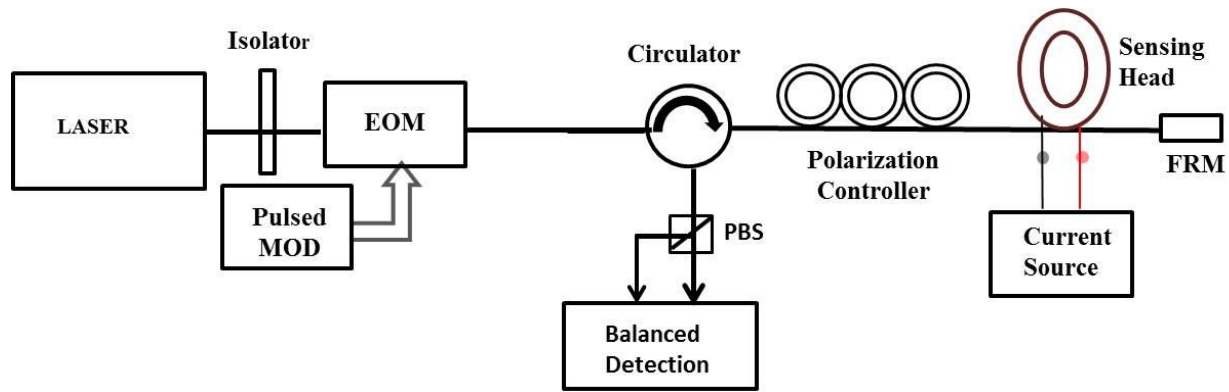 Isolator
LASER
EOM
Pulsed
MOD
Circulator
PBS
Balanced
Detection
Polarization
Controller
Sensing
Head
FRM
Current
Source